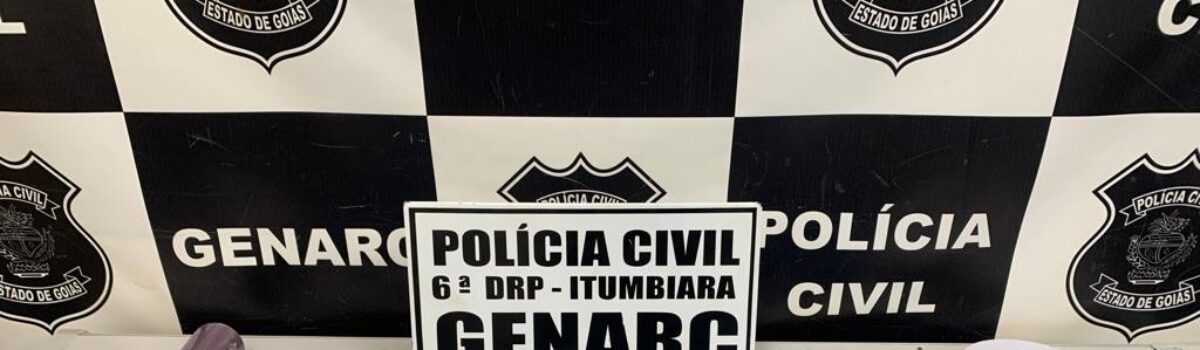 ESTADO DE GOIÁS
ESTADO DE GOIÁS
POLÍCIA CIVIL
GENARC
POLÍCIA
CIVIL
POLÍCIA CIVIL
ESTADO DE GOIÁS
ESTADO DE GOIÁS
POLÍCIA CIVIL
6ª DRP - ITUMBIARA
GENARC